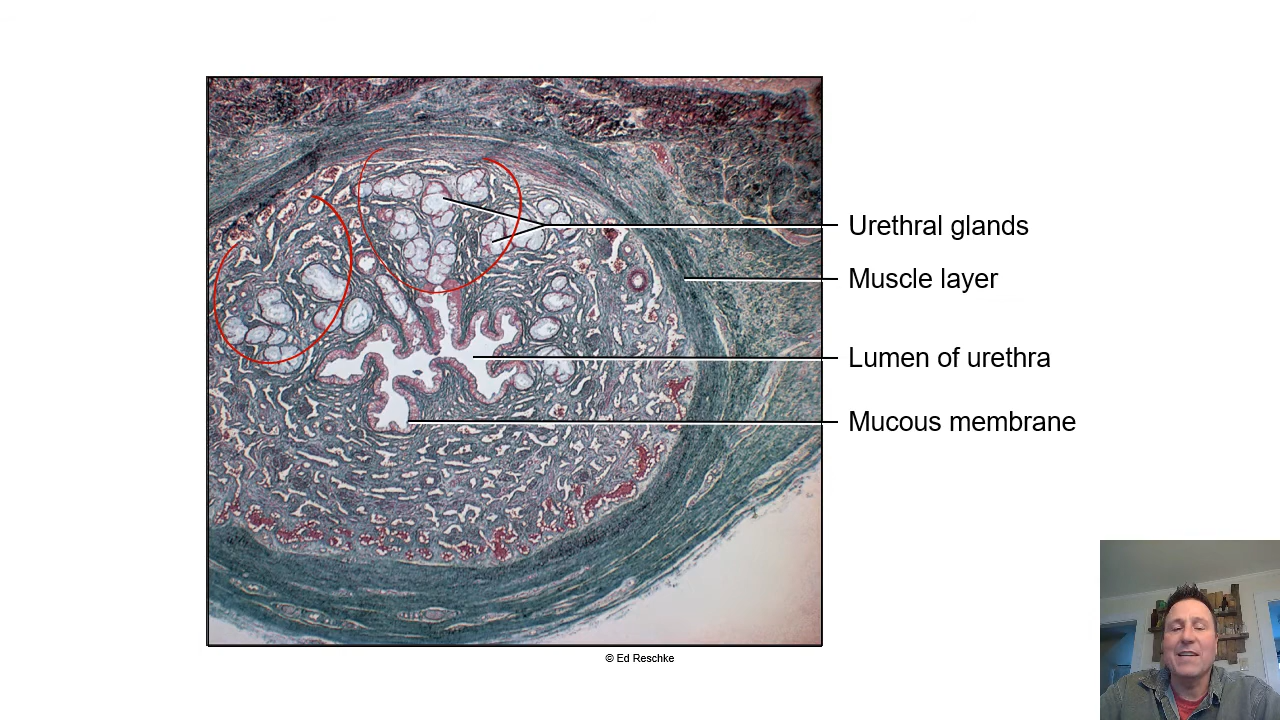 Urethral glands
Muscle layer
Lumen of urethra
Mucous membrane
© Ed Reschke